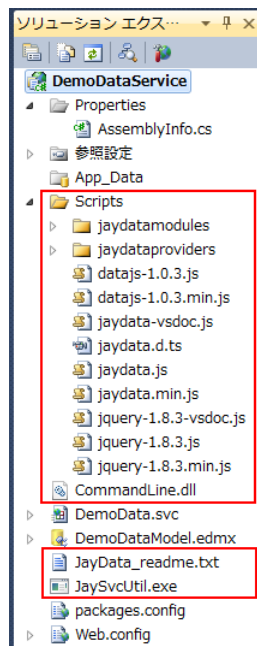 ソリューション エクス…
DemoDataService
Properties
AssemblyInfo.cs
参照設定
App_Data
Scripts
jaydatamodules
jaydataproviders
datajs-1.0.3.js
datajs-1.0.3.min.js
jaydata-vsdoc.js
jaydata.d.ts
jaydata.js
jaydata.min.js
jquery-1.8.3-vsdoc.js
jquery-1.8.3.js
jquery-1.8.3.min.js
CommandLine.dll
DemoData.svc
DemoDataModel.edmx
JayData_readme.txt
JaySvcUtil.exe
packages.config
Web.config